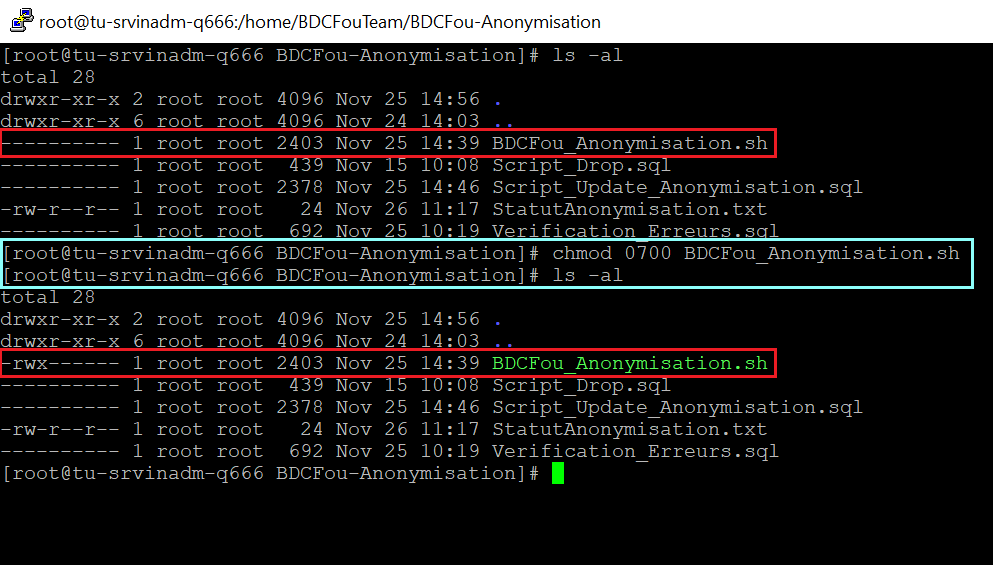 root@tu-srvinadm-q666:/home/BDCFouTeam/BDCFou-Anonymisation
[root@tu-srvinadm-q666 BDCFou-Anonymisation]# ls -al
total 28
drwxr-xr-x 2 root root 4096 Nov 25 14:56 .
drwxr-xr-x 6 root root 4096 Nov 24 14:03 ..
---------- 1 root root 2403 Nov 25 14:39 BDCFou_Anonymisation.sh
---------- 1 root root  439 Nov 15 10:08 Script_Drop.sql
---------- 1 root root 2378 Nov 25 14:46 Script_Update_Anonymisation.sql
-rw-r--r-- 1 root root   24 Nov 26 11:17 StatutAnonymisation.txt
---------- 1 root root  692 Nov 25 10:19 Verification_Erreurs.sql
[root@tu-srvinadm-q666 BDCFou-Anonymisation]# chmod 0700 BDCFou_Anonymisation.sh
[root@tu-srvinadm-q666 BDCFou-Anonymisation]# ls -al
total 28
drwxr-xr-x 2 root root 4096 Nov 25 14:56 .
drwxr-xr-x 6 root root 4096 Nov 24 14:03 ..
-rwx------ 1 root root 2403 Nov 25 14:39 BDCFou_Anonymisation.sh
---------- 1 root root  439 Nov 15 10:08 Script_Drop.sql
---------- 1 root root 2378 Nov 25 14:46 Script_Update_Anonymisation.sql
-rw-r--r-- 1 root root   24 Nov 26 11:17 StatutAnonymisation.txt
---------- 1 root root  692 Nov 25 10:19 Verification_Erreurs.sql
[root@tu-srvinadm-q666 BDCFou-Anonymisation]#